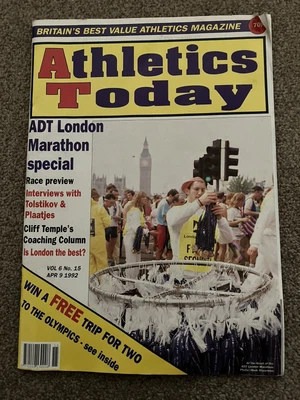 BRITAIN'S BEST VALUE ATHLETICS MAGAZINE
70p
Athletics
Today
ADT London
Marathon
special
Race preview
Interviews with
Tolstikov &
Plaatjes
Cliff Temple's
Coaching Column
Is London the best?
VOL 6 No. 15
APR 9 1992
WIN A FREE TRIP FOR TWO
TO THE OLYMPICS - see inside